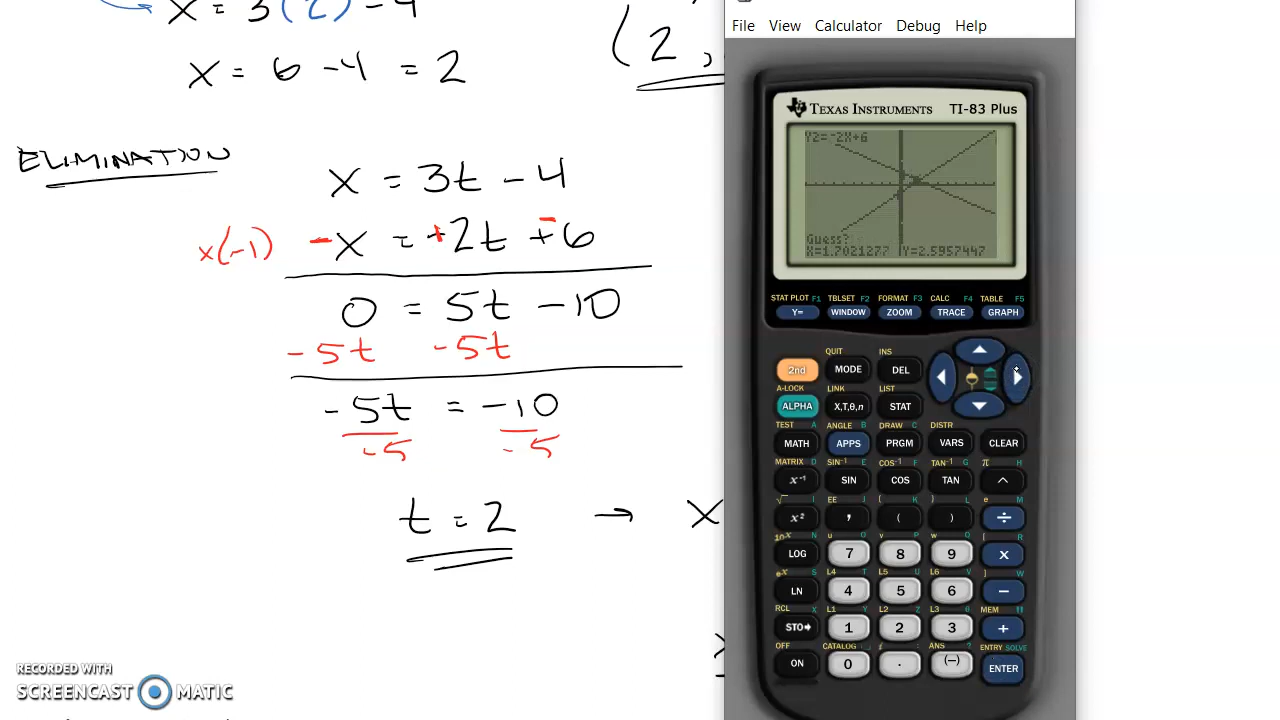 x = 3(2) - 4
x = 6 - 4 = 2
(2,
ELIMINATION
x = 3t - 4
x(-1) - x = +2t - 6
0 = 5t - 10
- 5t - 5t
- 5t = - 10
- 5 - 5
t = 2 → x
File View Calculator Debug Help
TEXAS INSTRUMENTS TI-83 Plus
Y2=-2X+6
Guess?
X=1.7021277 Y=2.5957447
STAT PLOT F1 TBLSET F2 FORMAT F3 CALC F4 TABLE F5
Y= WINDOW ZOOM TRACE GRAPH
QUIT INS
2nd MODE DEL
A-LOCK LINK LIST
ALPHA X,T,θ,n STAT
TEST A ANGLE B DRAW C DISTR
MATH APPS PRGM VARS CLEAR
MATRIX D SIN⁻¹ E COS⁻¹ F TAN⁻¹ G π H
x⁻¹ SIN COS TAN ^
√ I EE J { K } L e M
x² , ( ) ÷
10ˣ N u O v P w Q [ R
LOG 7 8 9 ×
eˣ S L4 T L5 U L6 V ] W
LN 4 5 6 −
RCL X L1 Y L2 Z L3 θ MEM "
STO→ 1 2 3 +
OFF CATALOG ANS ? ENTRY SOLVE
ON 0 . (−) ENTER
RECORDED WITH
SCREENCAST MATIC